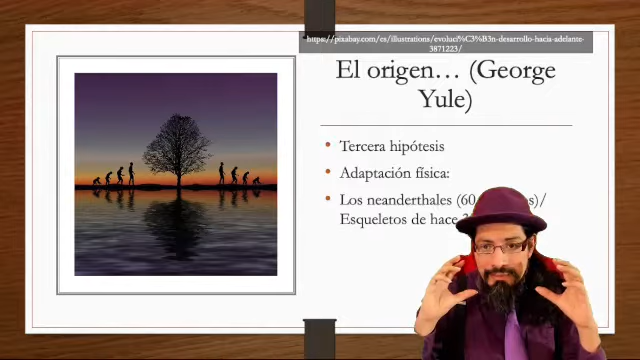 "https://pixabay.com/es/illustrations/evoluci%C3%B3n-desarrollo-hacia-adelante-
3871223/
El origen… (George
Yule)
• Tercera hipótesis
• Adaptación física:
• Los neanderthales (60
Esqueletos de hace